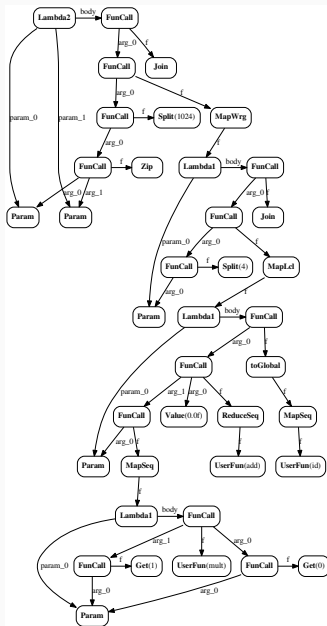 Lambda2 body FunCall
arg_0 f
FunCall Join
param_0 param_1 arg_0 f
FunCall f Split(1024) MapWrg
arg_0 f
FunCall f Zip Lambda1 body FunCall
arg_0 arg_1 arg_0 f
Param Param FunCall Join
param_0 arg_0 f
FunCall f Split(4) MapLcl
arg_0 f
Param Lambda1 body FunCall
arg_0 f
FunCall toGlobal
param_0 arg_1 arg_0 f f
FunCall Value(0.0f) ReduceSeq MapSeq
arg_0 f f f
Param MapSeq UserFun(add) UserFun(id)
f
Lambda1 body FunCall
param_0 arg_1 f arg_0
FunCall f Get(1) UserFun(mult) FunCall f Get(0)
arg_0 arg_0
Param